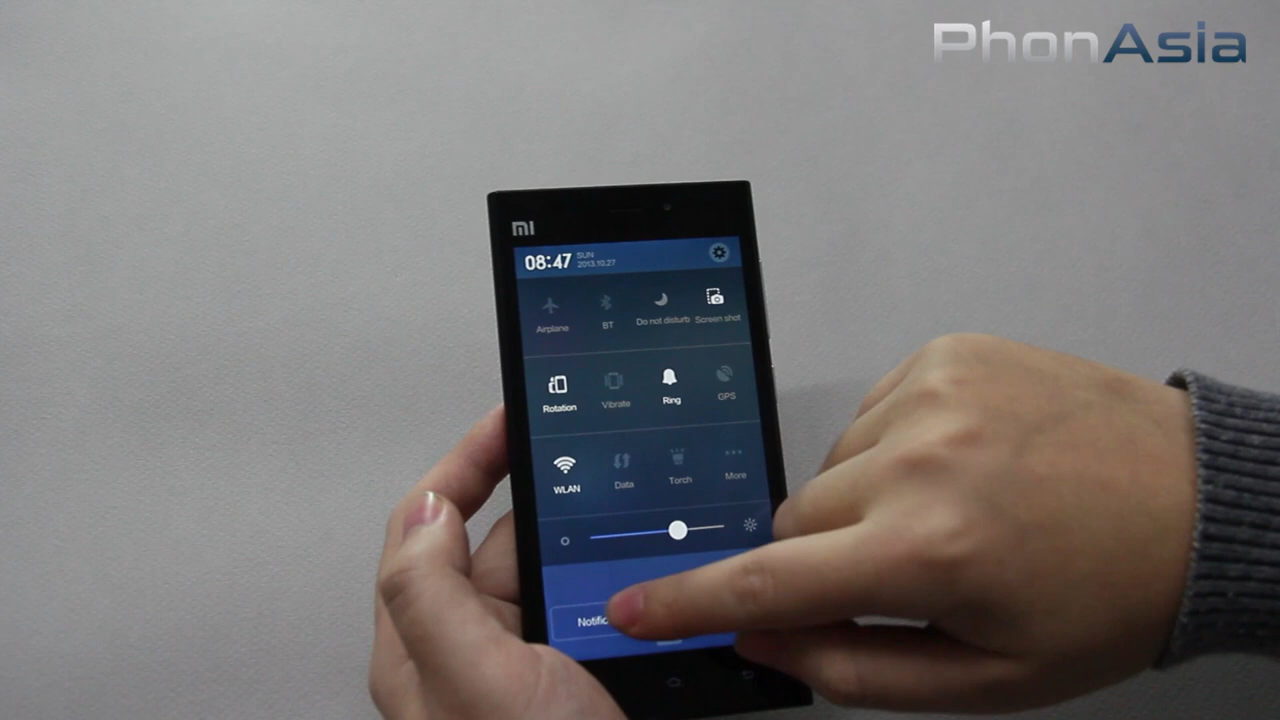 PhonAsia
mi
08:47 SUN
2013.10.27
Airplane BT Do not disturb Screen shot
Rotation Vibrate Ring GPS
WLAN Data Torch More